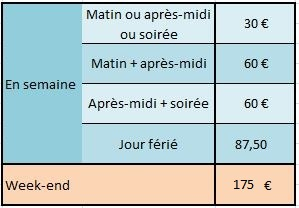 Matin ou après-midi
ou soirée
30 €
En semaine
Matin + après-midi
60 €
Après-midi + soirée
60 €
Jour férié
87,50
Week-end
175 €